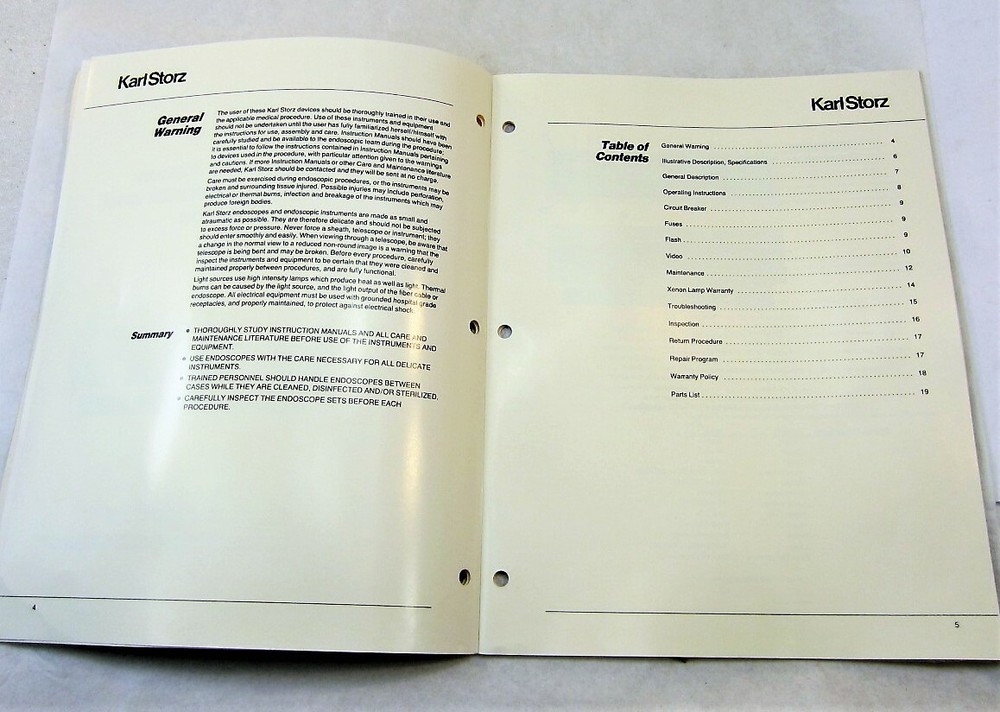 Karl Storz
General
Warning
The user of these Karl Storz devices should be thoroughly trained in their use and
the applicable medical procedure. Use of these instruments and equipment
should not be undertaken until the user has fully familiarized herself/himself with
the instructions for use, assembly and care. Instruction Manuals should have been
carefully studied and be available to the endoscopic team during the procedure;
it is essential to follow the instructions contained in Instruction Manuals pertaining
to devices used in the procedure, with particular attention given to the warnings
and cautions. If more Instruction Manuals or other Care and Maintenance literature
are needed, Karl Storz should be contacted and they will be sent at no charge.
Care must be exercised during endoscopic procedures, or the instruments may be
broken and surrounding tissue injured. Possible injuries may include perforation,
electrical or thermal burns, infection and breakage of the instruments which may
produce foreign bodies.
Karl Storz endoscopes and endoscopic instruments are made as small and
atraumatic as possible. They are therefore delicate and should not be subjected
to excess force or pressure. Never force a sheath, telescope or instrument; they
should enter smoothly and easily. When viewing through a telescope, be aware that
a change in the normal view to a reduced non-round image is a warning that the
telescope is being bent and may be broken. Before every procedure, carefully
inspect the instruments and equipment to be certain that they were cleaned and
maintained properly between procedures, and are fully functional.
Light sources use high intensity lamps which produce heat as well as light. Thermal
burns can be caused by the light source, and the light output of the fiber cable or
endoscope. All electrical equipment must be used with grounded hospital grade
receptacles, and properly maintained, to protect against electrical shock.
Summary
• THOROUGHLY STUDY INSTRUCTION MANUALS AND ALL CARE AND
MAINTENANCE LITERATURE BEFORE USE OF THE INSTRUMENTS AND
EQUIPMENT.
• USE ENDOSCOPES WITH THE CARE NECESSARY FOR ALL DELICATE
INSTRUMENTS.
• TRAINED PERSONNEL SHOULD HANDLE ENDOSCOPES BETWEEN
CASES WHILE THEY ARE CLEANED, DISINFECTED AND/OR STERILIZED.
• CAREFULLY INSPECT THE ENDOSCOPE SETS BEFORE EACH
PROCEDURE.
4
Karl Storz
Table of
Contents
General Warning 4
Illustrative Description, Specifications 6
General Description 7
Operating Instructions 8
Circuit Breaker 9
Fuses 9
Flash 9
Video 10
Maintenance 12
Xenon Lamp Warranty 14
Troubleshooting 15
Inspection 16
Return Procedure 17
Repair Program 17
Warranty Policy 18
Parts List 19
5